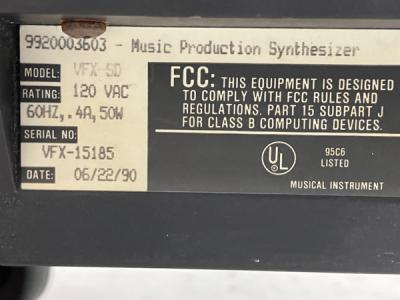 9920003603 - Music Production Synthesizer
MODEL: VFX-SD
RATING: 120 VAC
60HZ, .4A, 50W
SERIAL NO:
VFX-15185
DATE: 06/22/90
FCC: THIS EQUIPMENT IS DESIGNED
TO COMPLY WITH FCC RULES AND
REGULATIONS. PART 15 SUBPART J
FOR CLASS B COMPUTING DEVICES.
UL
95C6
LISTED
MUSICAL INSTRUMENT